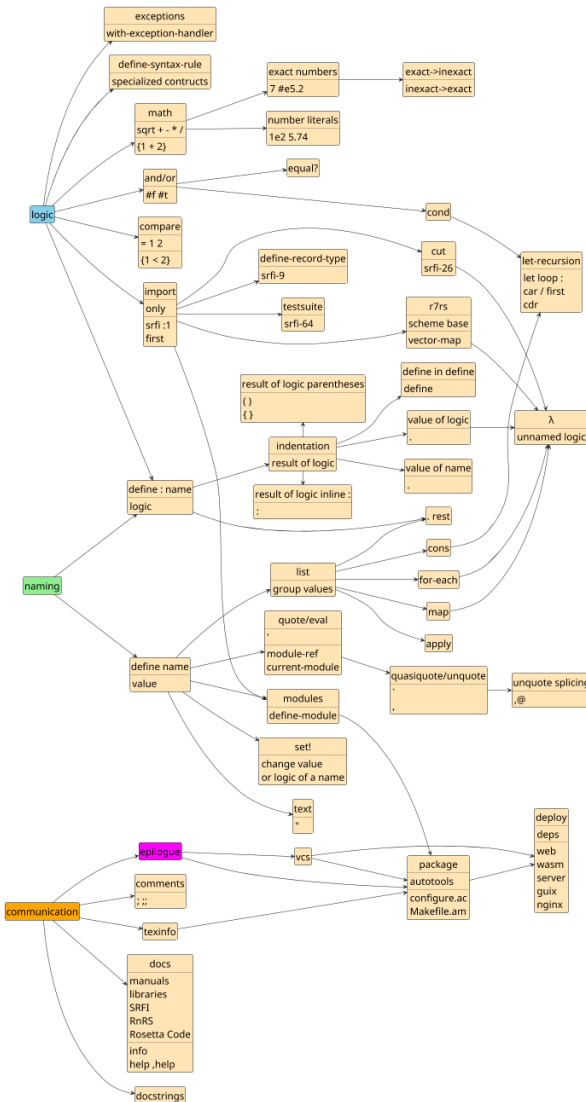 exceptions
with-exception-handler
define-syntax-rule
specialized contructs
math
sqrt + - * /
{1 + 2}
exact numbers
7 #e5.2
exact->inexact
inexact->exact
number literals
1e2 5.74
and/or
#f #t
equal?
logic
cond
compare
= 1 2
{1 < 2}
cut
srfi-26
define-record-type
srfi-9
let-recursion
let loop :
car / first
cdr
import
only
srfi :1
first
testsuite
srfi-64
r7rs
scheme base
vector-map
result of logic parentheses
( )
{ }
define in define
define
indentation
result of logic
value of logic
.
λ
unnamed logic
value of name
.
define : name
logic
result of logic inline :
:
. rest
cons
naming
list
group values
for-each
map
apply
quote/eval
'
module-ref
current-module
define name
value
quasiquote/unquote
`
,
unquote splicing
,@
modules
define-module
set!
change value
or logic of a name
text
"
deploy
deps
web
wasm
server
guix
nginx
epilogue
vcs
package
autotools
configure.ac
Makefile.am
comments
; ;;
communication
texinfo
docs
manuals
libraries
SRFI
RnRS
Rosetta Code
info
help ,help
docstrings